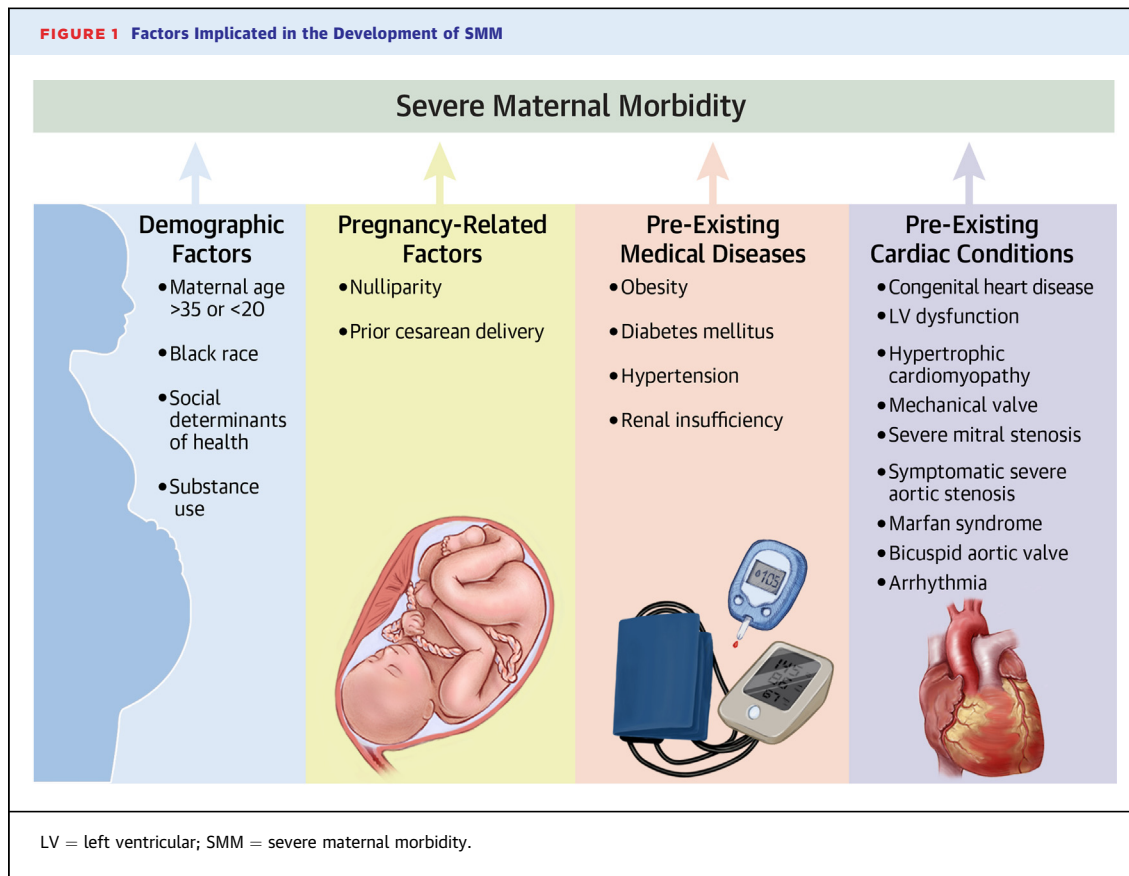 FIGURE 1 Factors Implicated in the Development of SMM
Severe Maternal Morbidity
Demographic
Factors
•Maternal age
>35 or <20
•Black race
•Social
determinants
of health
•Substance
use
Pregnancy-Related
Factors
•Nulliparity
•Prior cesarean delivery
Pre-Existing
Medical Diseases
•Obesity
•Diabetes mellitus
•Hypertension
•Renal insufficiency
105
Pre-Existing
Cardiac Conditions
•Congenital heart disease
•LV dysfunction
•Hypertrophic
cardiomyopathy
•Mechanical valve
•Severe mitral stenosis
•Symptomatic severe
aortic stenosis
•Marfan syndrome
•Bicuspid aortic valve
•Arrhythmia
LV = left ventricular; SMM = severe maternal morbidity.